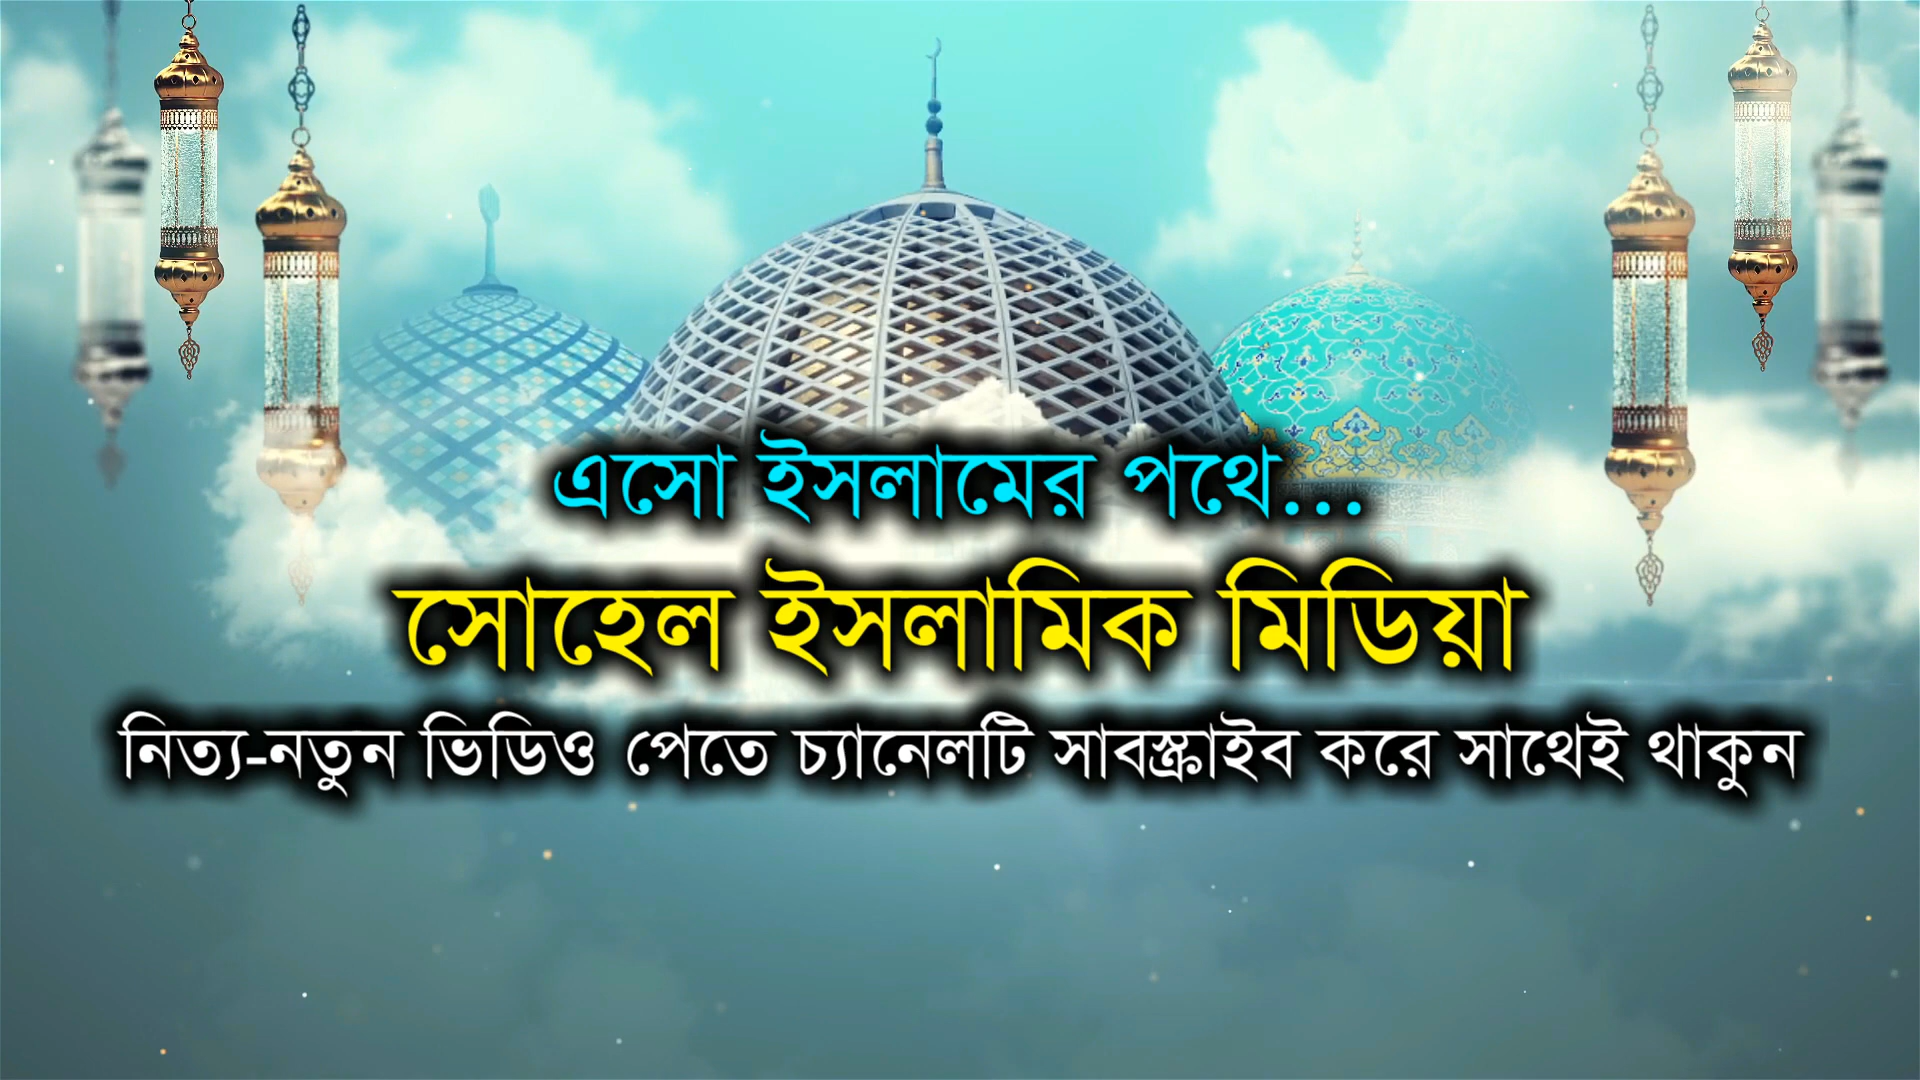 এসো ইসলামের পথে...
সোহেল ইসলামিক মিডিয়া
নিত্য-নতুন ভিডিও পেতে চ্যানেলটি সাবস্ক্রাইব করে সাথেই থাকুন